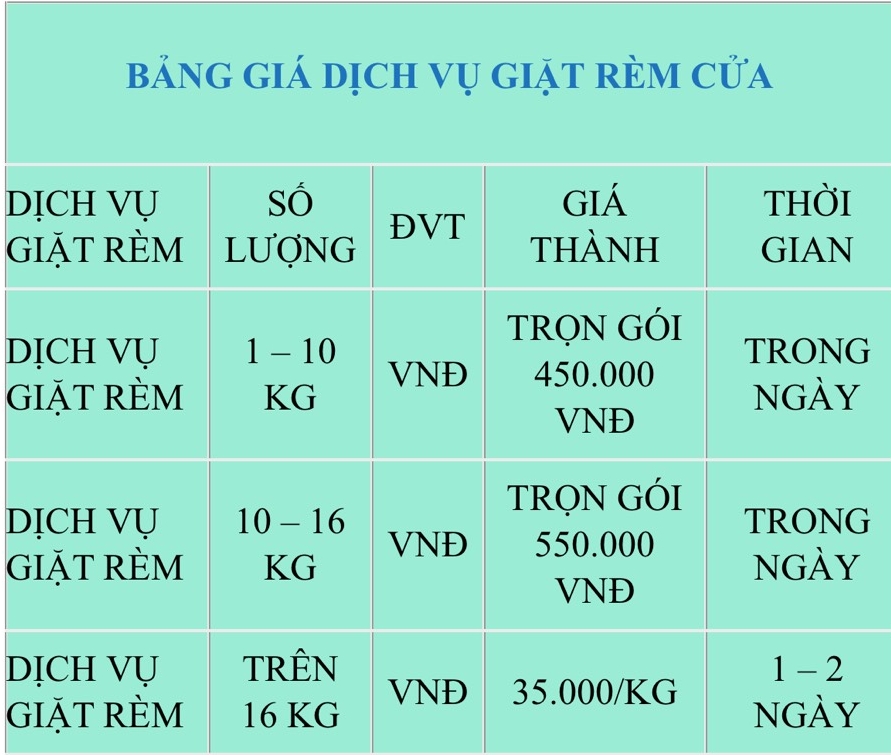 BẢNG GIÁ DỊCH VỤ GIẶT RÈM CỬA
DỊCH VỤ
GIẶT RÈM
SỐ
LƯỢNG
ĐVT
GIÁ
THÀNH
THỜI
GIAN
DỊCH VỤ
GIẶT RÈM
1 – 10
KG
VNĐ
TRỌN GÓI
450.000
VNĐ
TRONG
NGÀY
DỊCH VỤ
GIẶT RÈM
10 – 16
KG
VNĐ
TRỌN GÓI
550.000
VNĐ
TRONG
NGÀY
DỊCH VỤ
GIẶT RÈM
TRÊN
16 KG
VNĐ
35.000/KG
1 – 2
NGÀY